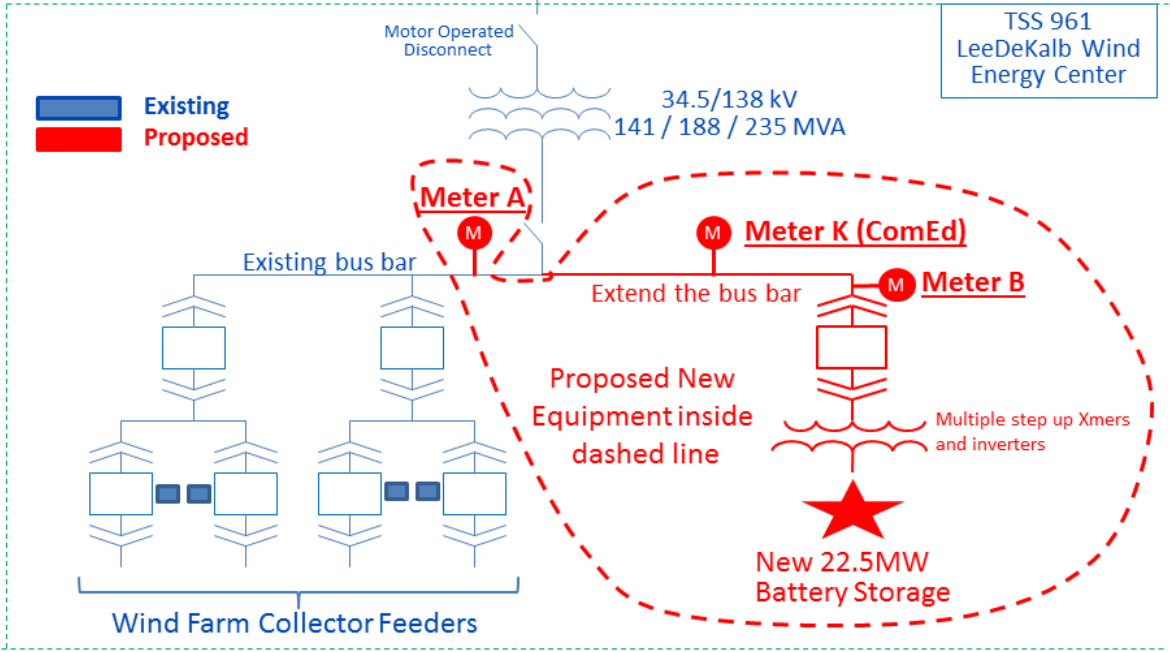 Motor Operated
Disconnect
TSS 961
LeeDeKalb Wind
Energy Center
Existing
Proposed
34.5/138 kV
141 / 188 / 235 MVA
Meter A
M
M
Meter K (ComEd)
Existing bus bar
Extend the bus bar
M
Meter B
Proposed New
Equipment inside
dashed line
Multiple step up Xmers
and inverters
New 22.5MW
Battery Storage
Wind Farm Collector Feeders